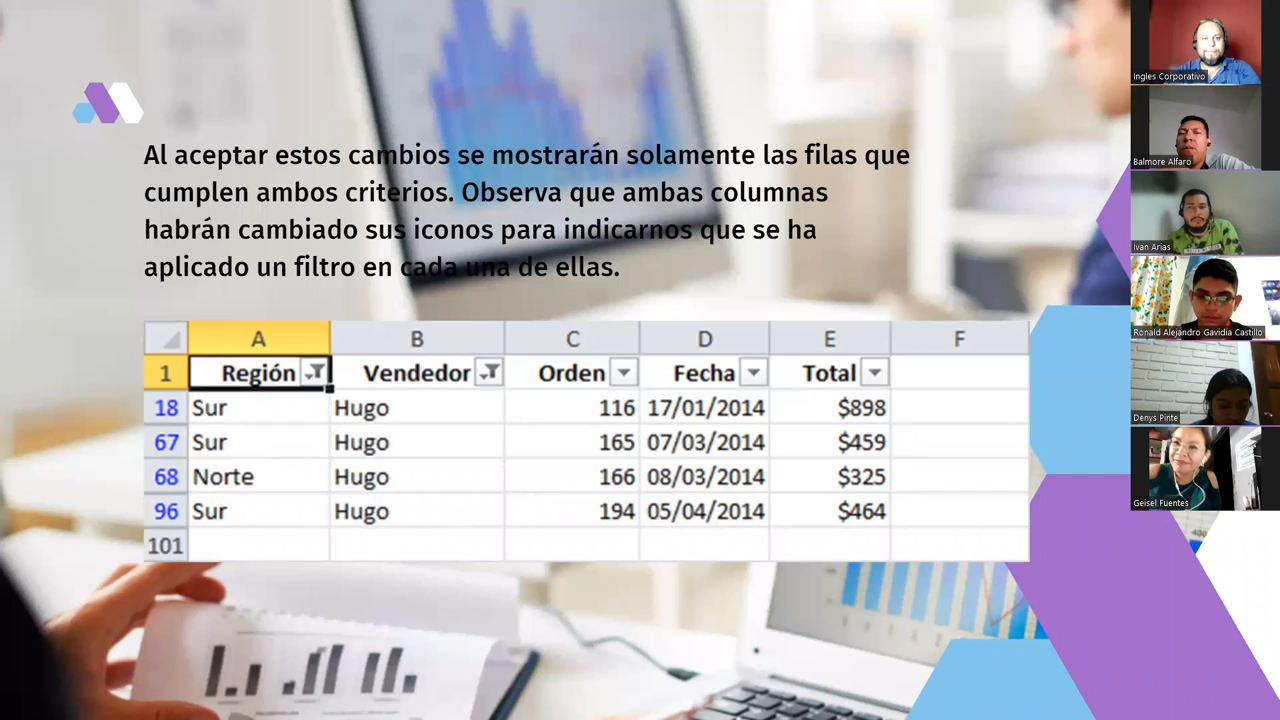 Al aceptar estos cambios se mostrarán solamente las filas que
cumplen ambos criterios. Observa que ambas columnas
habrán cambiado sus iconos para indicarnos que se ha
aplicado un filtro en cada una de ellas.
A B C D E F
1 Región Vendedor Orden Fecha Total
18 Sur Hugo 116 17/01/2014 $898
67 Sur Hugo 165 07/03/2014 $459
68 Norte Hugo 166 08/03/2014 $325
96 Sur Hugo 194 05/04/2014 $464
101
Ingles Corporativo
Balmore Alfaro
Ivan Arias
Ronald Alejandro Gavidia Castillo
Denys Pinte
Geisel Fuentes